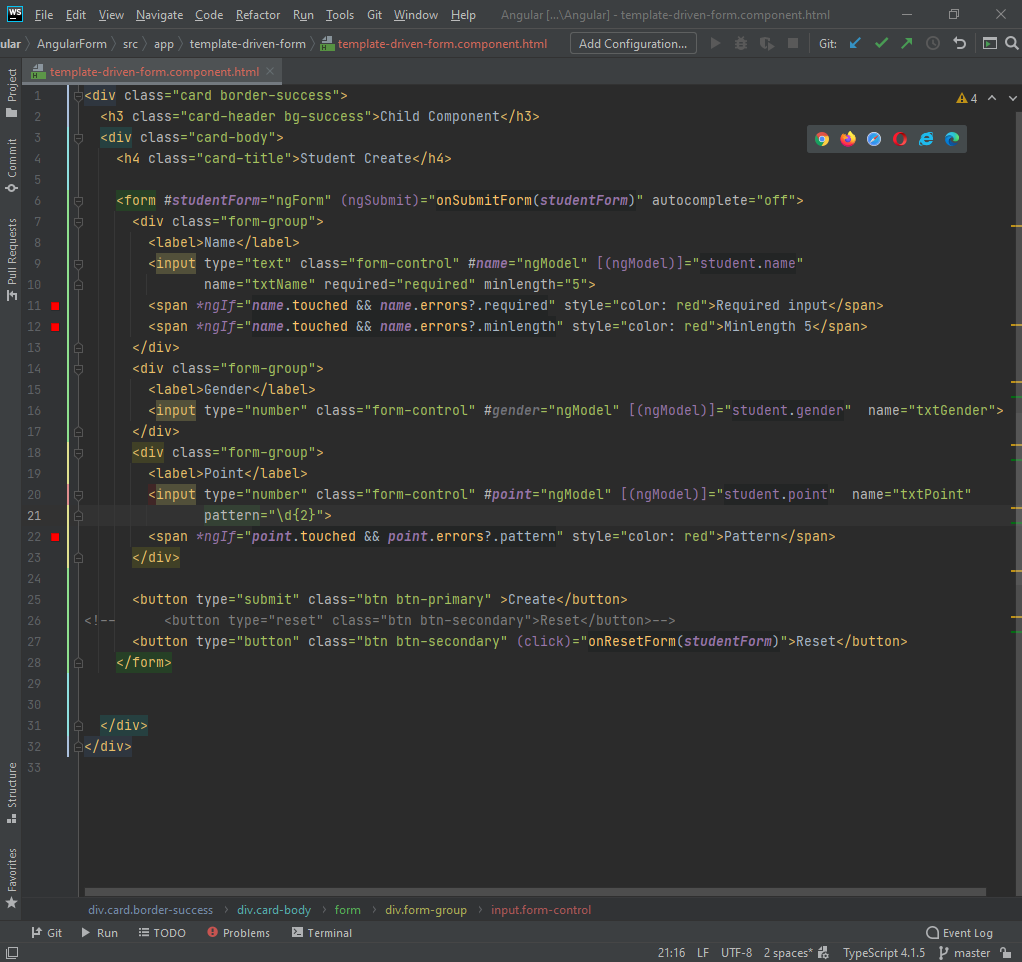 WS File Edit View Navigate Code Refactor Run Tools Git Window Help Angular [...\Angular] - template-driven-form.component.html
ular AngularForm src app template-driven-form template-driven-form.component.html Add Configuration... Git:
template-driven-form.component.html
Project
Commit
Pull Requests
Structure
Favorites
4
1 <div class="card border-success">
2 <h3 class="card-header bg-success">Child Component</h3>
3 <div class="card-body">
4 <h4 class="card-title">Student Create</h4>
5
6 <form #studentForm="ngForm" (ngSubmit)="onSubmitForm(studentForm)" autocomplete="off">
7 <div class="form-group">
8 <label>Name</label>
9 <input type="text" class="form-control" #name="ngModel" [(ngModel)]="student.name"
10 name="txtName" required="required" minlength="5">
11 <span *ngIf="name.touched && name.errors?.required" style="color: red">Required input</span>
12 <span *ngIf="name.touched && name.errors?.minlength" style="color: red">Minlength 5</span>
13 </div>
14 <div class="form-group">
15 <label>Gender</label>
16 <input type="number" class="form-control" #gender="ngModel" [(ngModel)]="student.gender"  name="txtGender">
17 </div>
18 <div class="form-group">
19 <label>Point</label>
20 <input type="number" class="form-control" #point="ngModel" [(ngModel)]="student.point"  name="txtPoint"
21 pattern="\d{2}">
22 <span *ngIf="point.touched && point.errors?.pattern" style="color: red">Pattern</span>
23 </div>
24
25 <button type="submit" class="btn btn-primary" >Create</button>
26 <!--      <button type="reset" class="btn btn-secondary">Reset</button>-->
27 <button type="button" class="btn btn-secondary" (click)="onResetForm(studentForm)">Reset</button>
28 </form>
29
30
31 </div>
32 </div>
33
div.card.border-success div.card-body form div.form-group input.form-control
Git Run TODO Problems Terminal Event Log
21:16 LF UTF-8 2 spaces* TypeScript 4.1.5 master